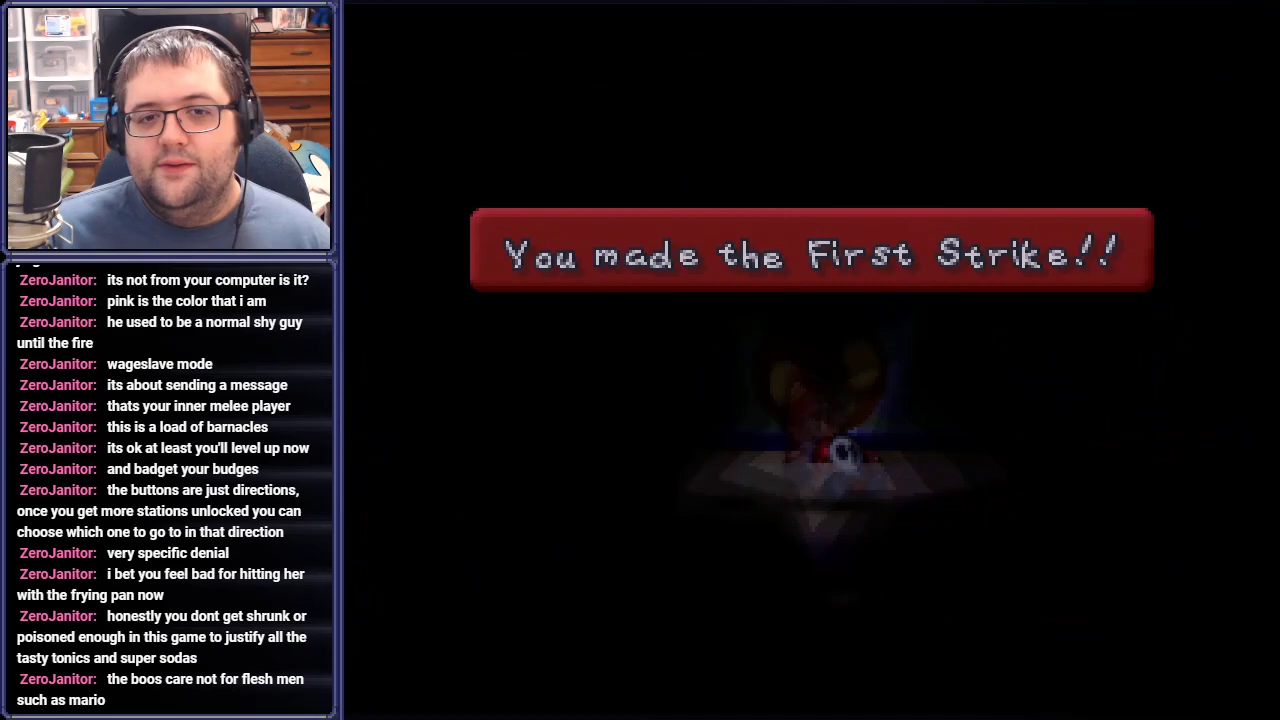 ZeroJanitor: its not from your computer is it?
ZeroJanitor: pink is the color that i am
ZeroJanitor: he used to be a normal shy guy
until the fire
ZeroJanitor: wageslave mode
ZeroJanitor: its about sending a message
ZeroJanitor: thats your inner melee player
ZeroJanitor: this is a load of barnacles
ZeroJanitor: its ok at least you'll level up now
ZeroJanitor: and badget your budges
ZeroJanitor: the buttons are just directions,
once you get more stations unlocked you can
choose which one to go to in that direction
ZeroJanitor: very specific denial
ZeroJanitor: i bet you feel bad for hitting her
with the frying pan now
ZeroJanitor: honestly you dont get shrunk or
poisoned enough in this game to justify all the
tasty tonics and super sodas
ZeroJanitor: the boos care not for flesh men
such as mario
You made the First Strike!!